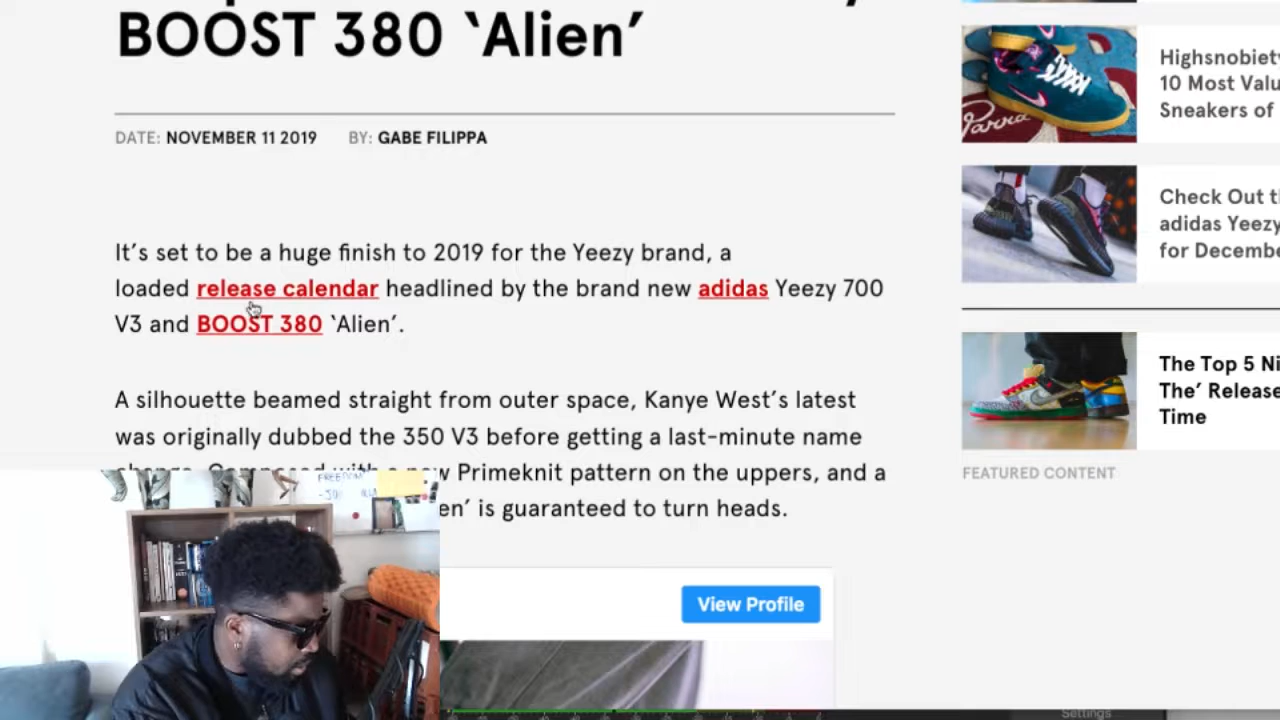 BOOST 380 ‵Alien′
DATE: NOVEMBER 11 2019 BY: GABE FILIPPA
It’s set to be a huge finish to 2019 for the Yeezy brand, a
loaded release calendar headlined by the brand new adidas Yeezy 700
V3 and BOOST 380 ‵Alien’.
A silhouette beamed straight from outer space, Kanye West’s latest
was originally dubbed the 350 V3 before getting a last-minute name
Primeknit pattern on the uppers, and a
en’ is guaranteed to turn heads.
View Profile
Highsnobiety
10 Most Valu
Sneakers of
Parra
Check Out th
adidas Yeezy
for Decembe
The Top 5 Ni
The’ Release
Time
FEATURED CONTENT
FREEDOM
Settings